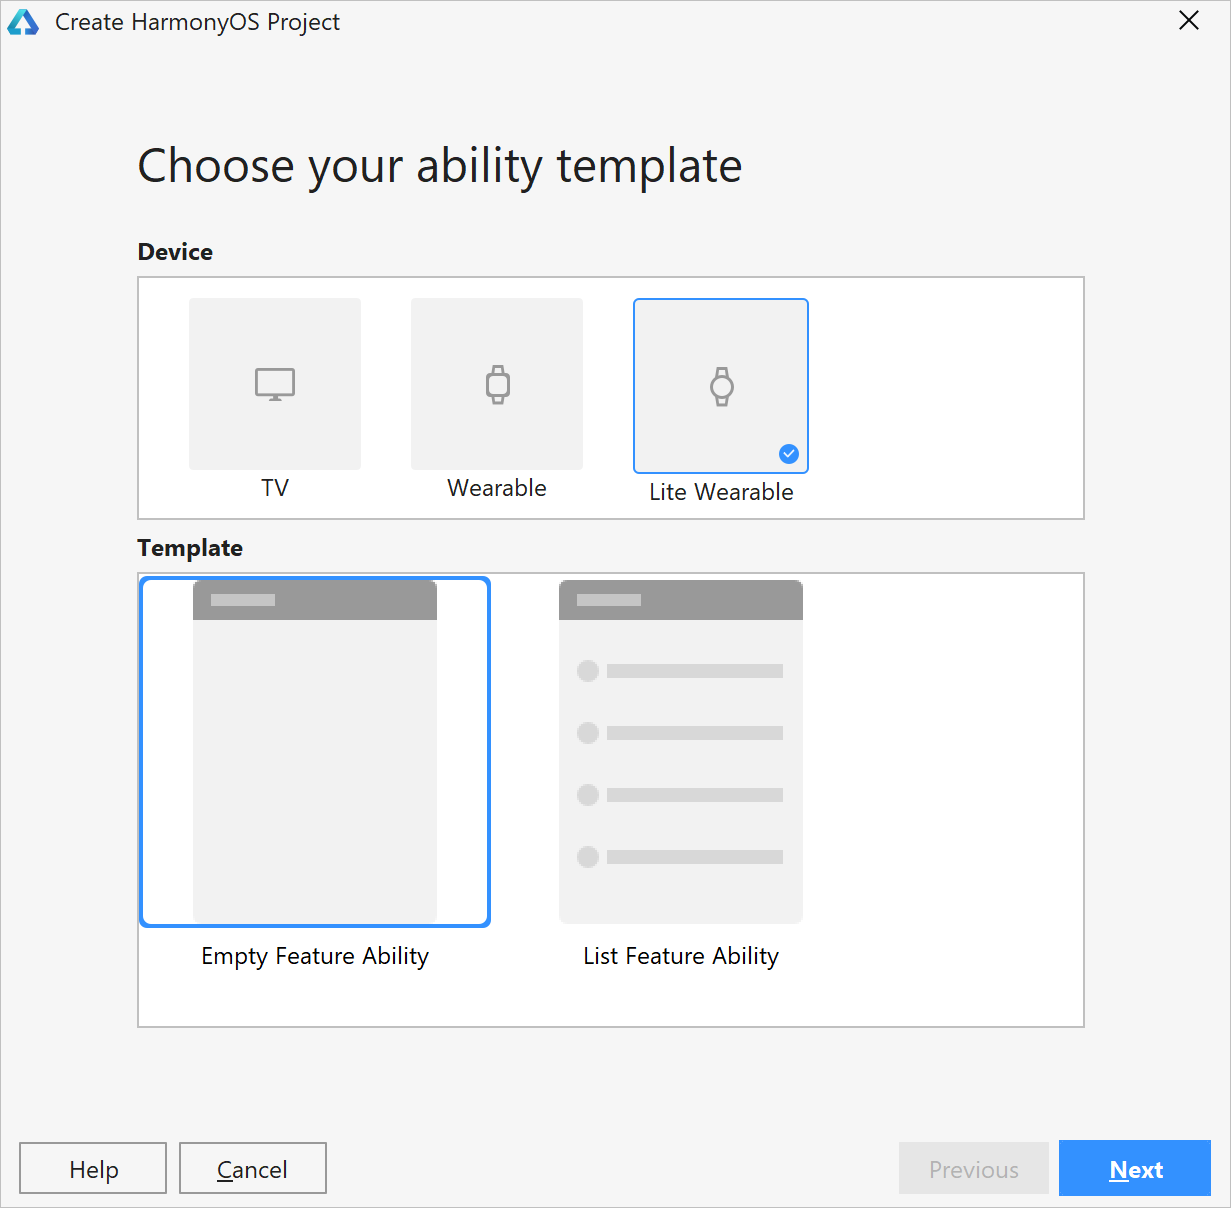 Create HarmonyOS Project
Choose your ability template
Device
TV
Wearable
Lite Wearable
Template
Empty Feature Ability
List Feature Ability
Help
Cancel
Previous
Next